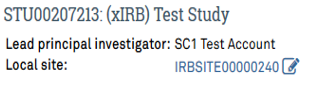 STU00207213: (xIRB) Test Study
Lead principal investigator: SC1 Test Account
Local site: IRBSITE00000240